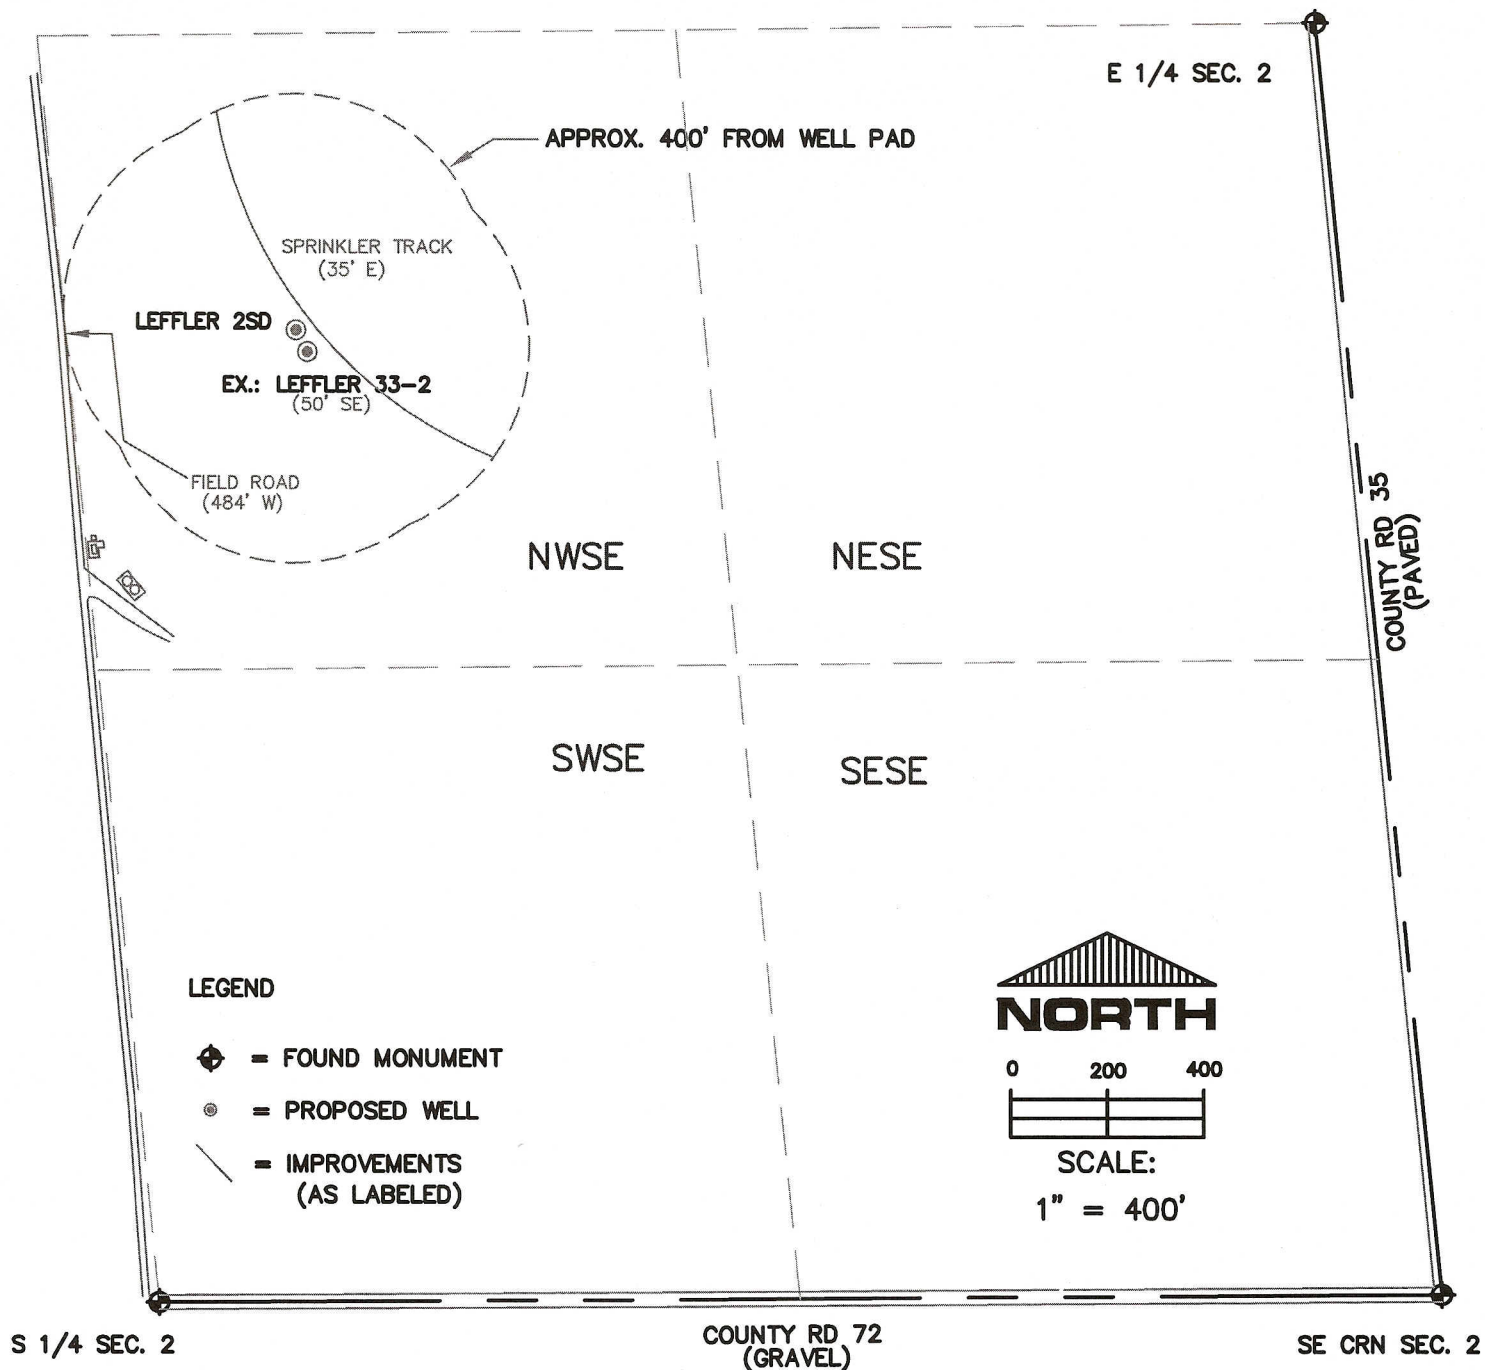 E 1/4 SEC. 2
APPROX. 400' FROM WELL PAD
SPRINKLER TRACK
(35' E)
LEFFLER 2SD
EX.: LEFFLER 33-2
(50' SE)
FIELD ROAD
(484' W)
COUNTY RD 35
(PAVED)
NWSE
NESE
SWSE
SESE
LEGEND
= FOUND MONUMENT
= PROPOSED WELL
= IMPROVEMENTS
(AS LABELED)
NORTH
0 200 400
SCALE:
1" = 400'
S 1/4 SEC. 2
COUNTY RD 72
(GRAVEL)
SE CRN SEC. 2